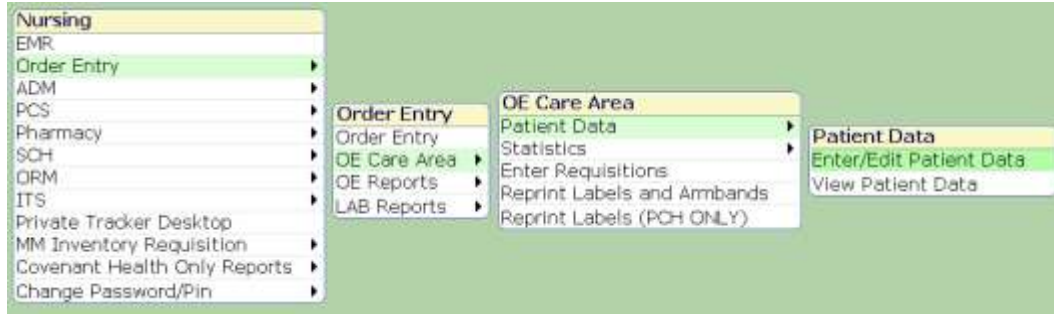 Nursing
EMR
Order Entry
ADM
PCS
Pharmacy
SCH
ORM
ITS
Private Tracker Desktop
MM Inventory Requisition
Covenant Health Only Reports
Change Password/Pin
Order Entry
Order Entry
OE Care Area
OE Reports
LAB Reports
OE Care Area
Patient Data
Statistics
Enter Requisitions
Reprint Labels and Armbands
Reprint Labels (PCH ONLY)
Patient Data
Enter/Edit Patient Data
View Patient Data